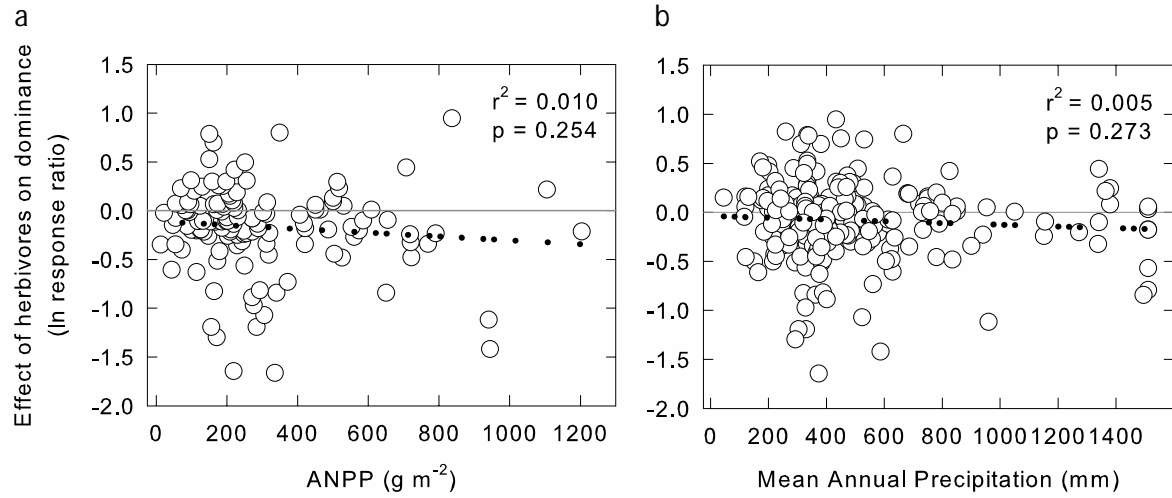 a
b
1.5
1.0
0.5
0.0
-0.5
-1.0
-1.5
-2.0
r² = 0.010
p = 0.254
0 200 400 600 800 1000 1200
ANPP (g m⁻²)
Effect of herbivores on dominance
(ln response ratio)
1.5
1.0
0.5
0.0
-0.5
-1.0
-1.5
-2.0
r² = 0.005
p = 0.273
0 200 400 600 800 1000 1200 1400
Mean Annual Precipitation (mm)